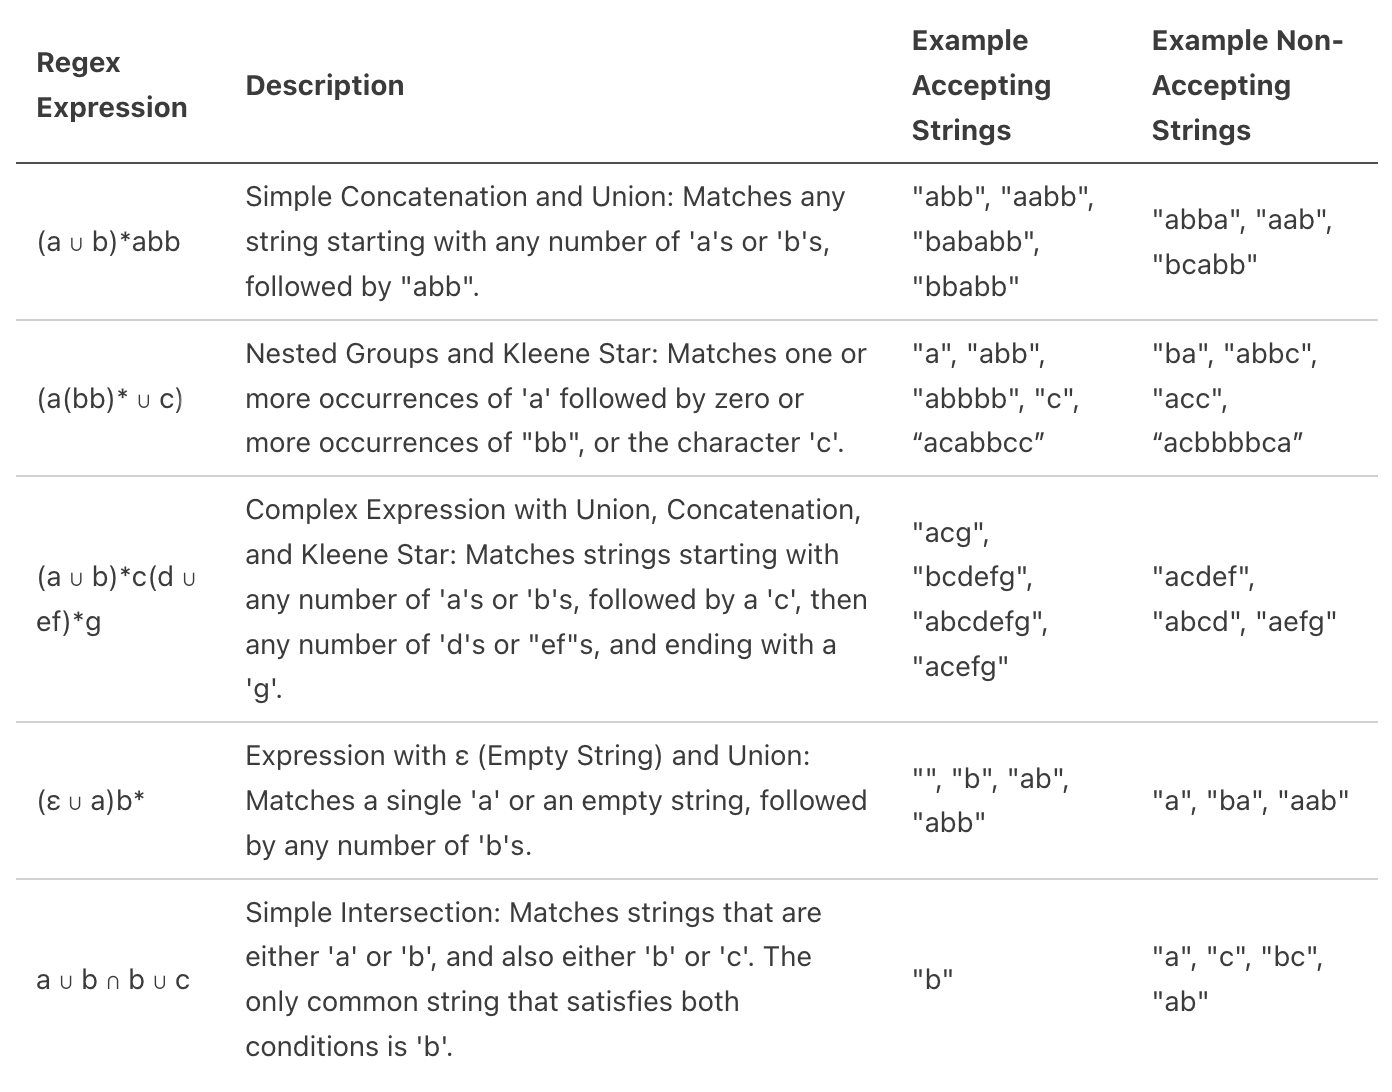 Regex
Expression
Description
Example
Accepting
Strings
Example Non-
Accepting
Strings
(a ∪ b)*abb
Simple Concatenation and Union: Matches any
string starting with any number of 'a's or 'b's,
followed by "abb".
"abb", "aabb",
"bababb",
"bbabb"
"abba", "aab",
"bcabb"
(a(bb)* ∪ c)
Nested Groups and Kleene Star: Matches one or
more occurrences of 'a' followed by zero or
more occurrences of "bb", or the character 'c'.
"a", "abb",
"abbbb", "c",
“acabbcc”
"ba", "abbc",
"acc",
“acbbbbca”
(a ∪ b)*c(d ∪
ef)*g
Complex Expression with Union, Concatenation,
and Kleene Star: Matches strings starting with
any number of 'a's or 'b's, followed by a 'c', then
any number of 'd's or "ef"s, and ending with a
'g'.
"acg",
"bcdefg",
"abcdefg",
"acefg"
"acdef",
"abcd", "aefg"
(ε ∪ a)b*
Expression with ε (Empty String) and Union:
Matches a single 'a' or an empty string, followed
by any number of 'b's.
"", "b", "ab",
"abb"
"a", "ba", "aab"
a ∪ b ∩ b ∪ c
Simple Intersection: Matches strings that are
either 'a' or 'b', and also either 'b' or 'c'. The
only common string that satisfies both
conditions is 'b'.
"b"
"a", "c", "bc",
"ab"